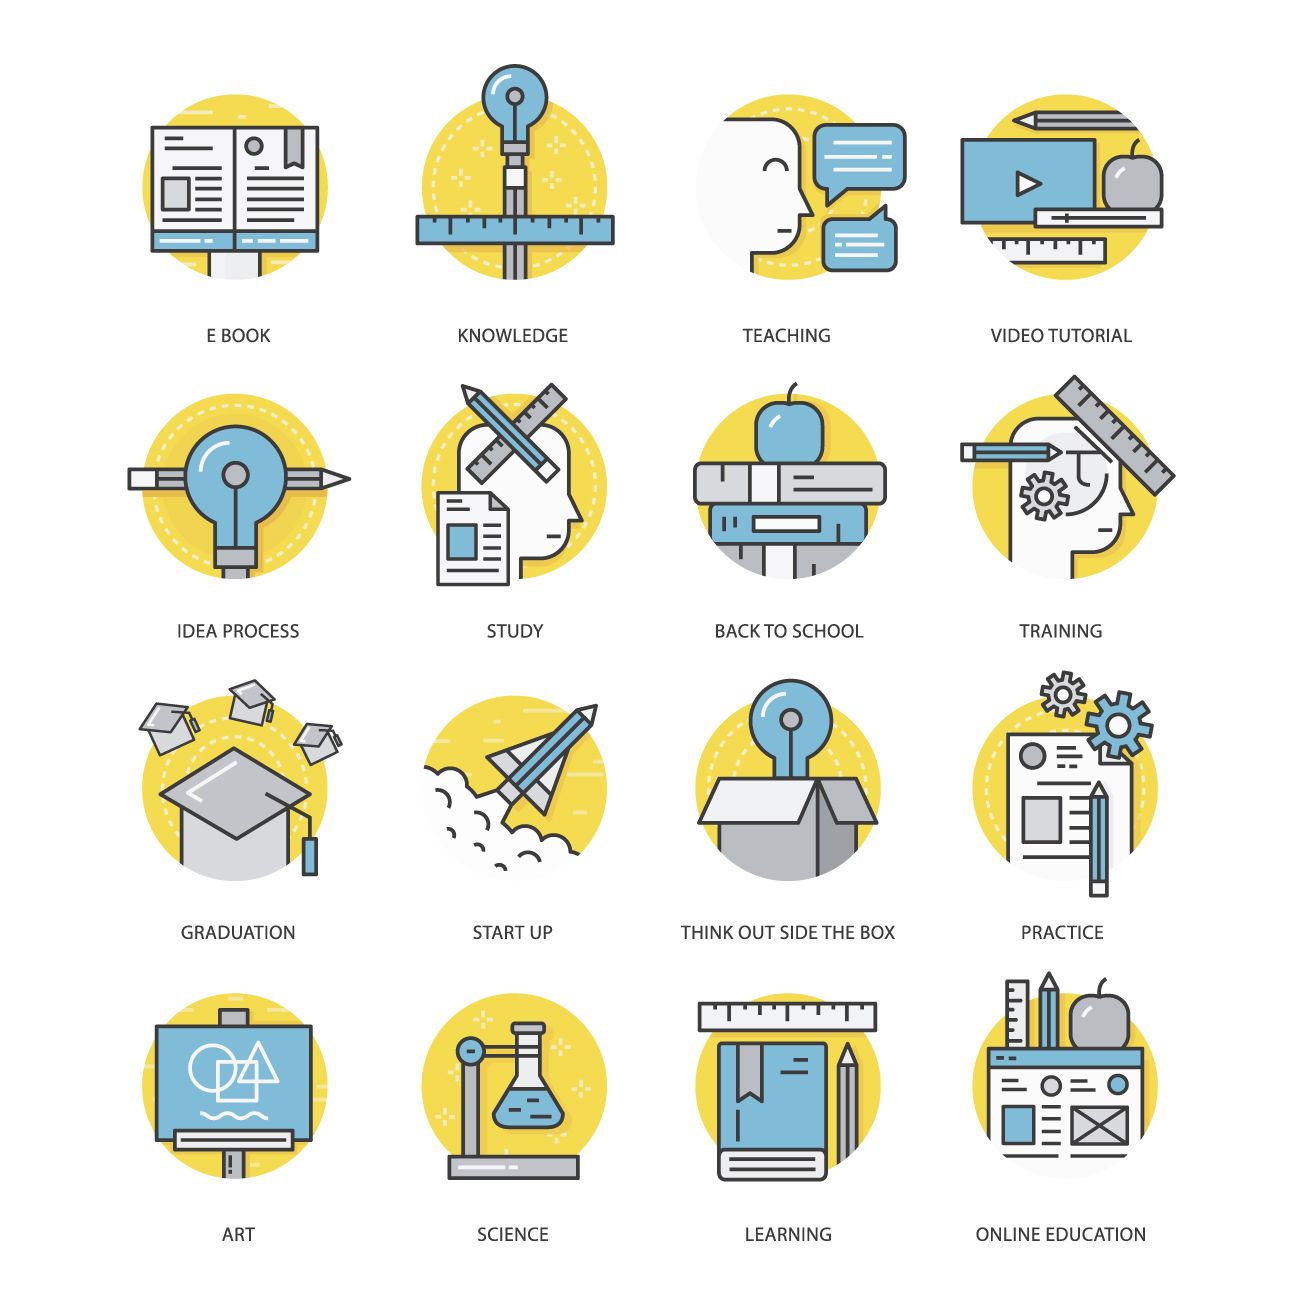 E BOOK
KNOWLEDGE
TEACHING
VIDEO TUTORIAL
IDEA PROCESS
STUDY
BACK TO SCHOOL
TRAINING
GRADUATION
START UP
THINK OUT SIDE THE BOX
PRACTICE
ART
SCIENCE
LEARNING
ONLINE EDUCATION